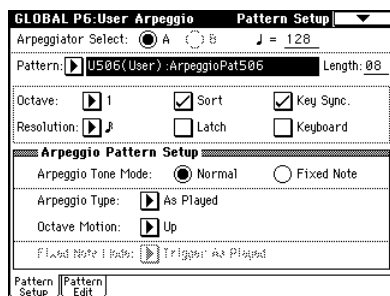 GLOBAL P6:User Arpeggio Pattern Setup
Arpeggiator Select: A B ♩ = 128
Pattern: U506(User) :ArpeggioPat506 Length: 08
Octave: 1 Sort Key Sync.
Resolution: ♪ Latch Keyboard
Arpeggio Pattern Setup
Arpeggio Tone Mode: Normal Fixed Note
Arpeggio Type: As Played
Octave Motion: Up
Fixed Note Mode: Trigger As Played
Pattern Setup Pattern Edit